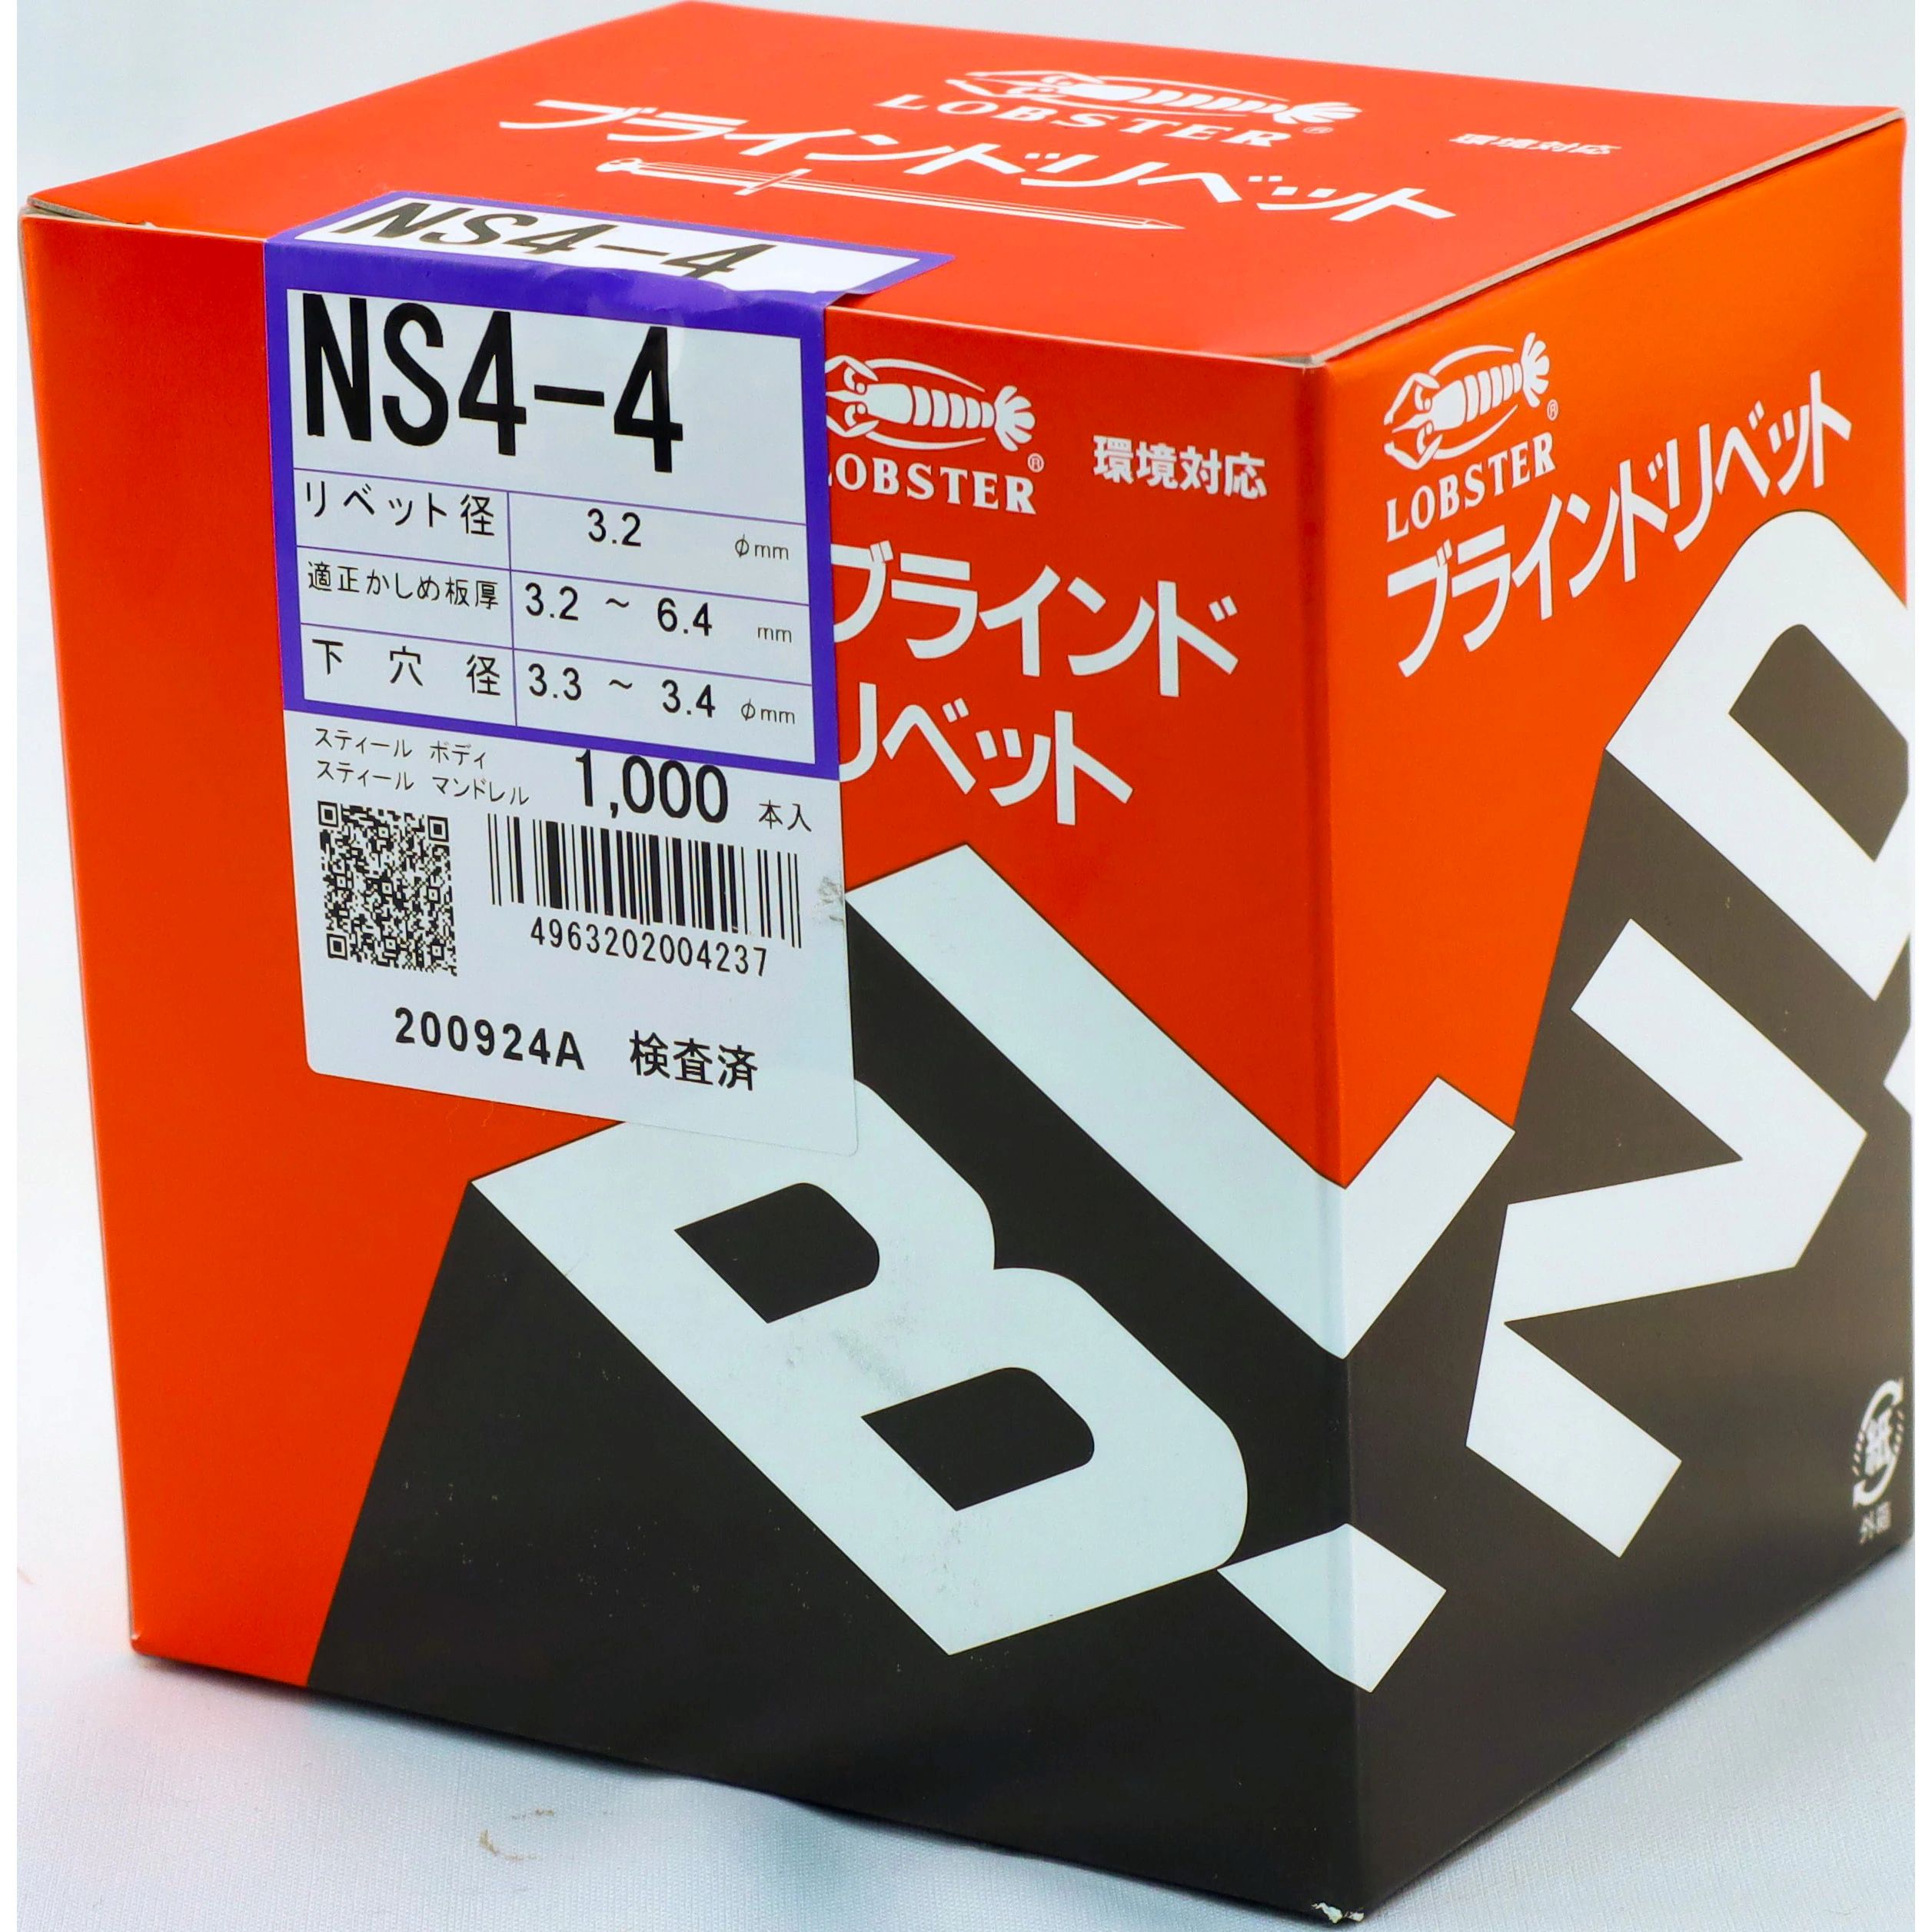 LOBSTER®
環境対応
ブラインドリベット
NS4-4
NS4-4
リベット径 3.2 φmm
適正かしめ板厚 3.2 ~ 6.4 mm
下穴径 3.3 ~ 3.4 φmm
スティール ボディ
スティール マンドレル
1,000 本入
4963202004237
200924A 検査済
LOBSTER®
環境対応
ブラインド
リベット
LOBSTER®
ブラインドリベット
BLIND
紙
外箱